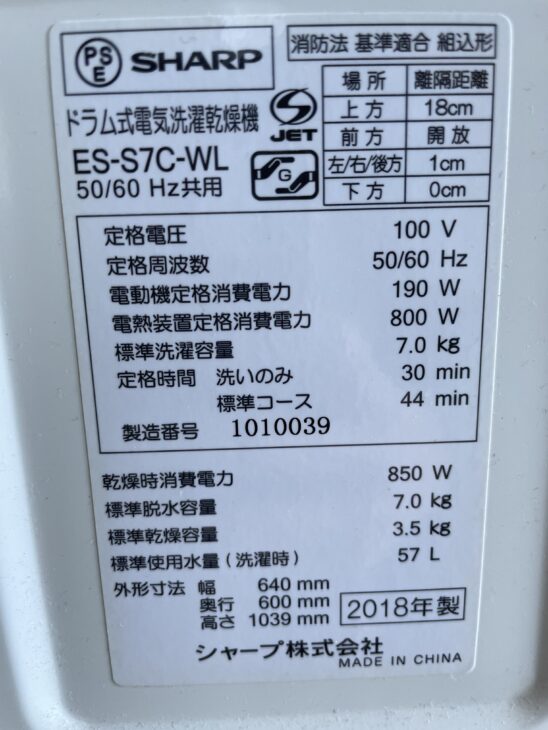 PS
E
SHARP
消防法 基準適合 組込形
場所 離隔距離
上方 18cm
前方 開放
左/右/後方 1cm
下方 0cm
ドラム式電気洗濯乾燥機
S
JET
ES-S7C-WL
G
50/60 Hz共用
定格電圧 100 V
定格周波数 50/60 Hz
電動機定格消費電力 190 W
電熱装置定格消費電力 800 W
標準洗濯容量 7.0 kg
定格時間 洗いのみ 30 min
標準コース 44 min
製造番号 1010039
乾燥時消費電力 850 W
標準脱水容量 7.0 kg
標準乾燥容量 3.5 kg
標準使用水量(洗濯時) 57 L
外形寸法 幅 640 mm
奥行 600 mm
高さ 1039 mm
2018年製
シャープ株式会社
MADE IN CHINA